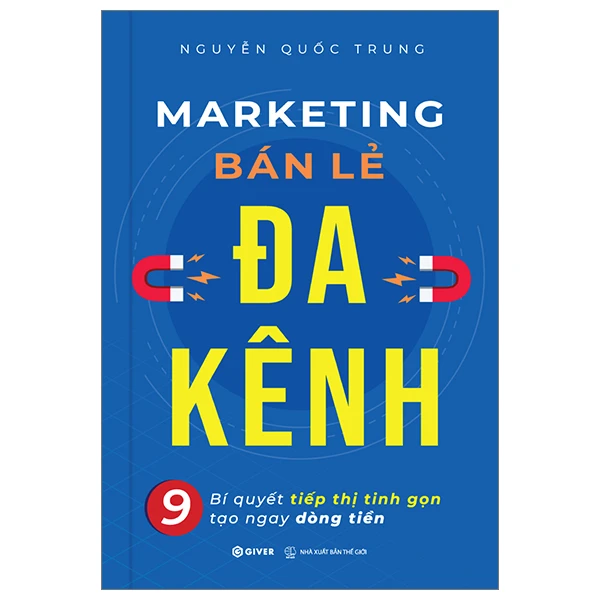 NGUYỄN QUỐC TRUNG
MARKETING
BÁN LẺ
ĐA
KÊNH
9
Bí quyết tiếp thị tinh gọn
tạo ngay dòng tiền
GIVER NHÀ XUẤT BẢN THẾ GIỚI